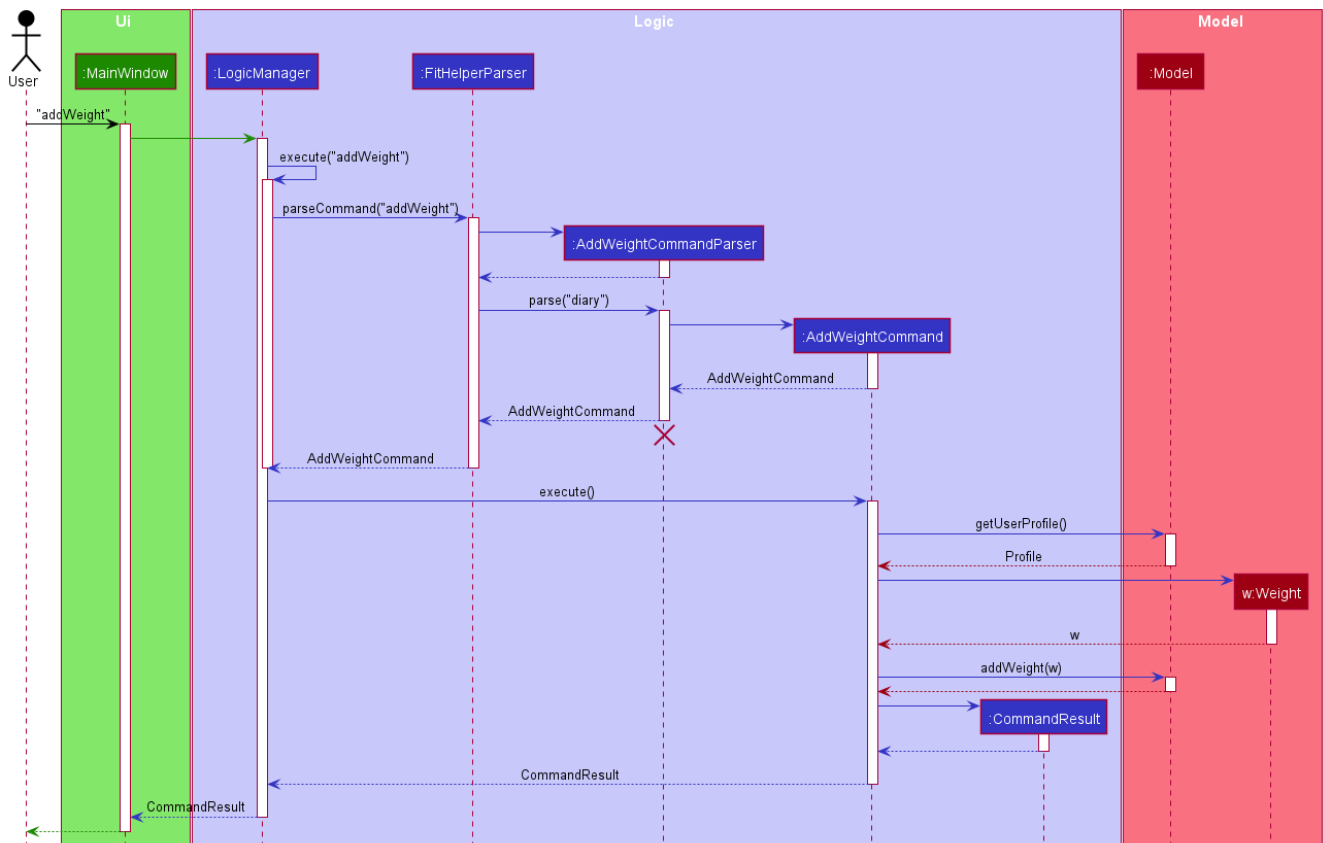 Ui
Logic
Model
User
:MainWindow
:LogicManager
:FitHelperParser
:Model
"addWeight"
execute("addWeight")
parseCommand("addWeight")
:AddWeightCommandParser
parse("diary")
:AddWeightCommand
AddWeightCommand
AddWeightCommand
AddWeightCommand
execute()
getUserProfile()
Profile
w:Weight
w
addWeight(w)
:CommandResult
CommandResult
CommandResult